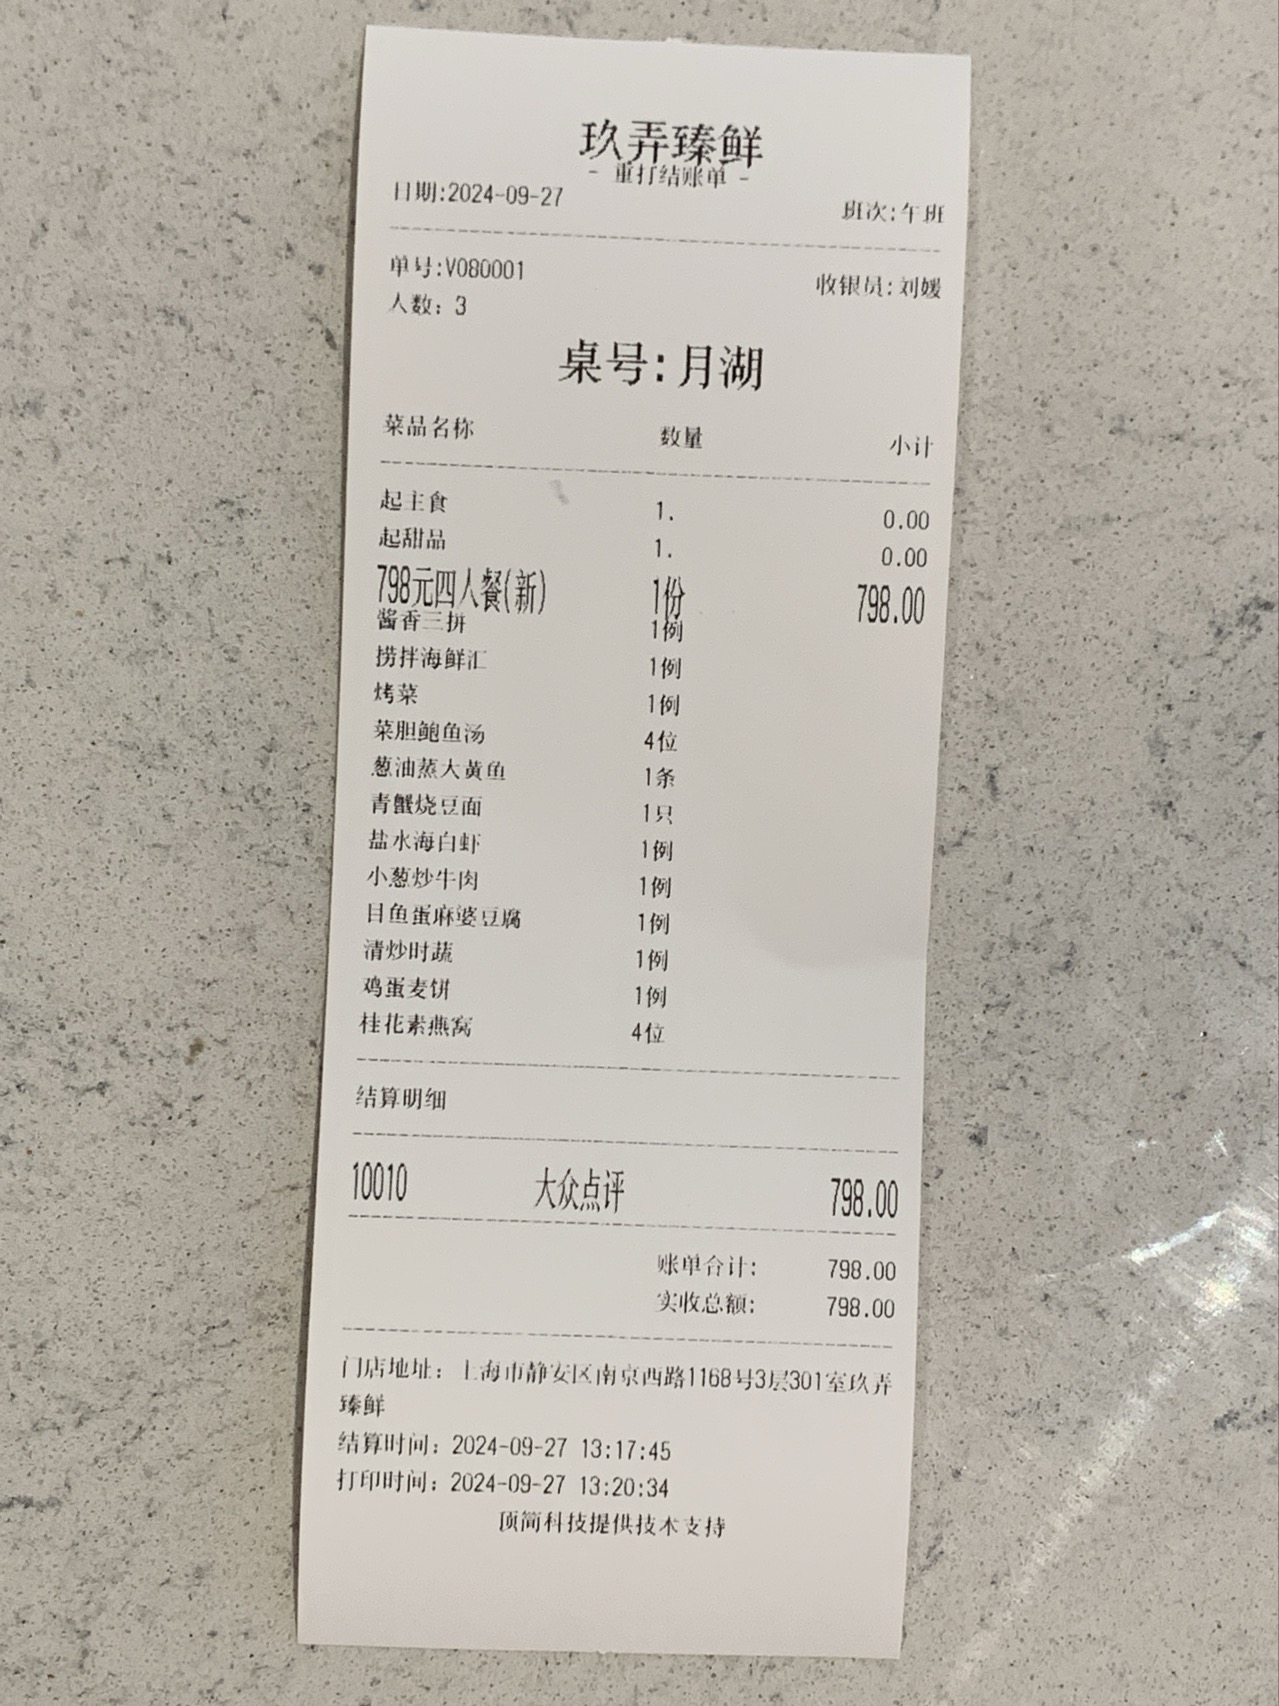 玖弄臻鲜
- 重打结账单 -
日期:2024-09-27 班次:午班
单号:V080001 收银员:刘媛
人数: 3
桌号:月湖
菜品名称 数量 小计
起主食 1. 0.00
起甜品 1. 0.00
798元四人餐(新) 1份 798.00
酱香三拼 1例
捞拌海鲜汇 1例
烤菜 1例
菜胆鲍鱼汤 4位
葱油蒸大黄鱼 1条
青蟹烧豆面 1只
盐水海白虾 1例
小葱炒牛肉 1例
目鱼蛋麻婆豆腐 1例
清炒时蔬 1例
鸡蛋麦饼 1例
桂花素燕窝 4位
结算明细
10010 大众点评 798.00
账单合计: 798.00
实收总额: 798.00
门店地址: 上海市静安区南京西路1168号3层301室玖弄
臻鲜
结算时间: 2024-09-27 13:17:45
打印时间: 2024-09-27 13:20:34
顶简科技提供技术支持